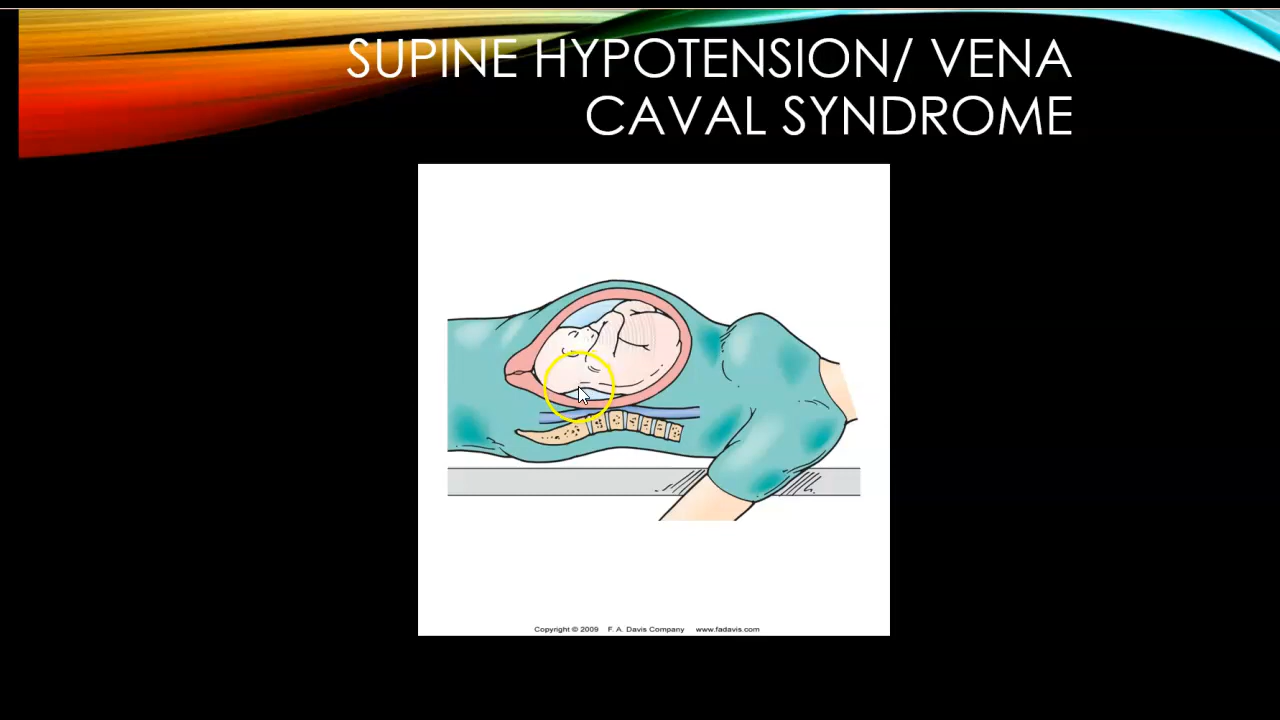 SUPINE HYPOTENSION/ VENA
CAVAL SYNDROME
Copyright © 2009 F. A. Davis Company www.fadavis.com